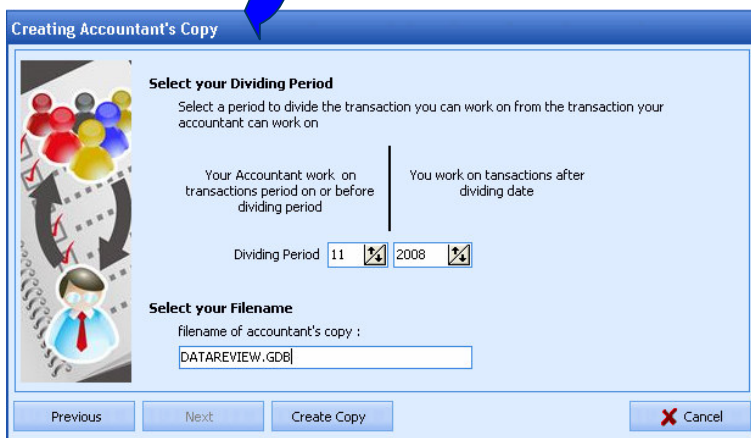 Creating Accountant's Copy
Select your Dividing Period
Select a period to divide the transaction you can work on from the transaction your
accountant can work on
Your Accountant work on
transactions period on or before
dividing period
You work on tansactions after
dividing date
Dividing Period 11 2008
Select your Filename
filename of accountant's copy :
DATAREVIEW.GDB
Previous Next Create Copy Cancel